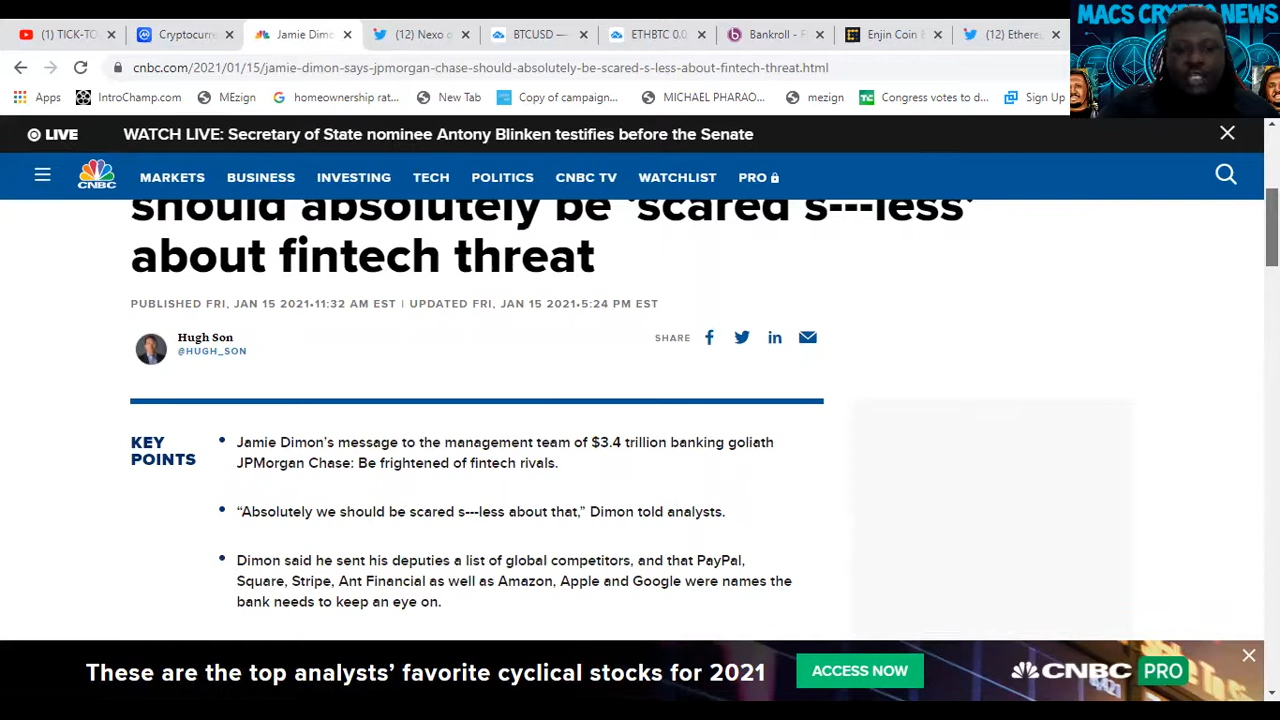 (1) TICK-TO
Cryptocurre
Jamie Dimo
(12) Nexo o
BTCUSD —
ETHBTC 0.0
Bankroll - F
Enjin Coin &
(12) Ethere
MACS CRYPTO NEWS
cnbc.com/2021/01/15/jamie-dimon-says-jpmorgan-chase-should-absolutely-be-scared-s-less-about-fintech-threat.html
Apps
IntroChamp.com
MEzign
homeownership rat...
New Tab
Copy of campaign...
MICHAEL PHARAO...
mezign
Congress votes to d...
Sign Up
LIVE
WATCH LIVE: Secretary of State nominee Antony Blinken testifies before the Senate
CNBC
MARKETS BUSINESS INVESTING TECH POLITICS CNBC TV WATCHLIST PRO
should absolutely be ‘scared s---less’
about fintech threat
PUBLISHED FRI, JAN 15 2021•11:32 AM EST | UPDATED FRI, JAN 15 2021•5:24 PM EST
Hugh Son
@HUGH_SON
SHARE
KEY
POINTS
Jamie Dimon’s message to the management team of $3.4 trillion banking goliath
JPMorgan Chase: Be frightened of fintech rivals.
“Absolutely we should be scared s---less about that,” Dimon told analysts.
Dimon said he sent his deputies a list of global competitors, and that PayPal,
Square, Stripe, Ant Financial as well as Amazon, Apple and Google were names the
bank needs to keep an eye on.
These are the top analysts’ favorite cyclical stocks for 2021
ACCESS NOW
CNBC PRO